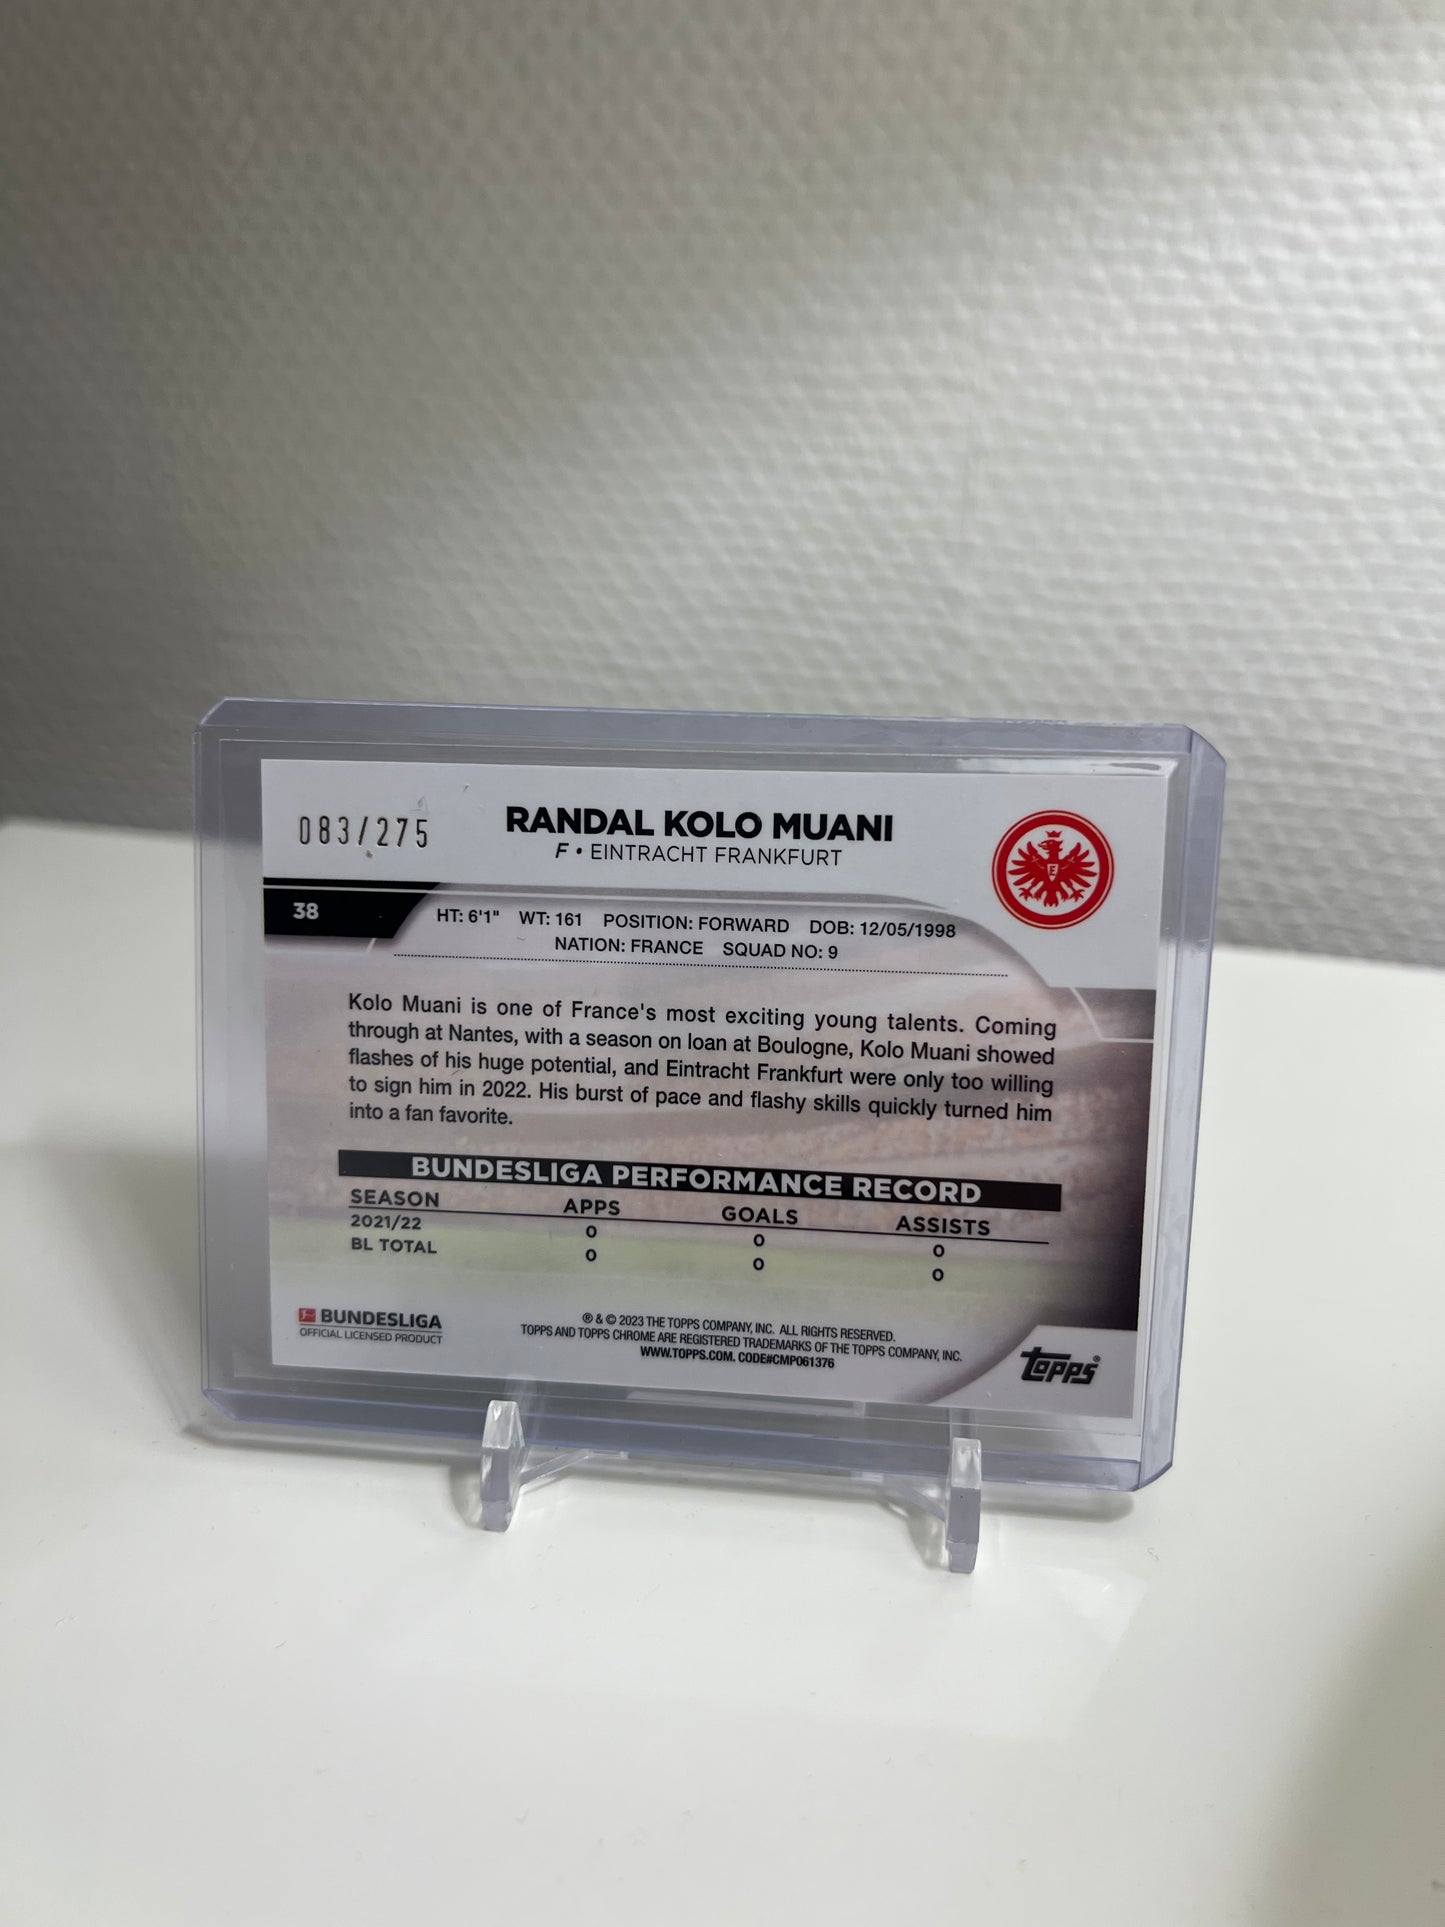 083/275
RANDAL KOLO MUANI
F • EINTRACHT FRANKFURT
E
38
HT: 6'1" WT: 161 POSITION: FORWARD DOB: 12/05/1998
NATION: FRANCE SQUAD NO: 9
Kolo Muani is one of France's most exciting young talents. Coming
through at Nantes, with a season on loan at Boulogne, Kolo Muani showed
flashes of his huge potential, and Eintracht Frankfurt were only too willing
to sign him in 2022. His burst of pace and flashy skills quickly turned him
into a fan favorite.
BUNDESLIGA PERFORMANCE RECORD
SEASON APPS GOALS ASSISTS
2021/22 0 0 0
BL TOTAL 0 0 0
BUNDESLIGA
OFFICIAL LICENSED PRODUCT
® & © 2023 THE TOPPS COMPANY, INC. ALL RIGHTS RESERVED.
TOPPS AND TOPPS CHROME ARE REGISTERED TRADEMARKS OF THE TOPPS COMPANY, INC.
WWW.TOPPS.COM. CODE#CMP061376
topps®